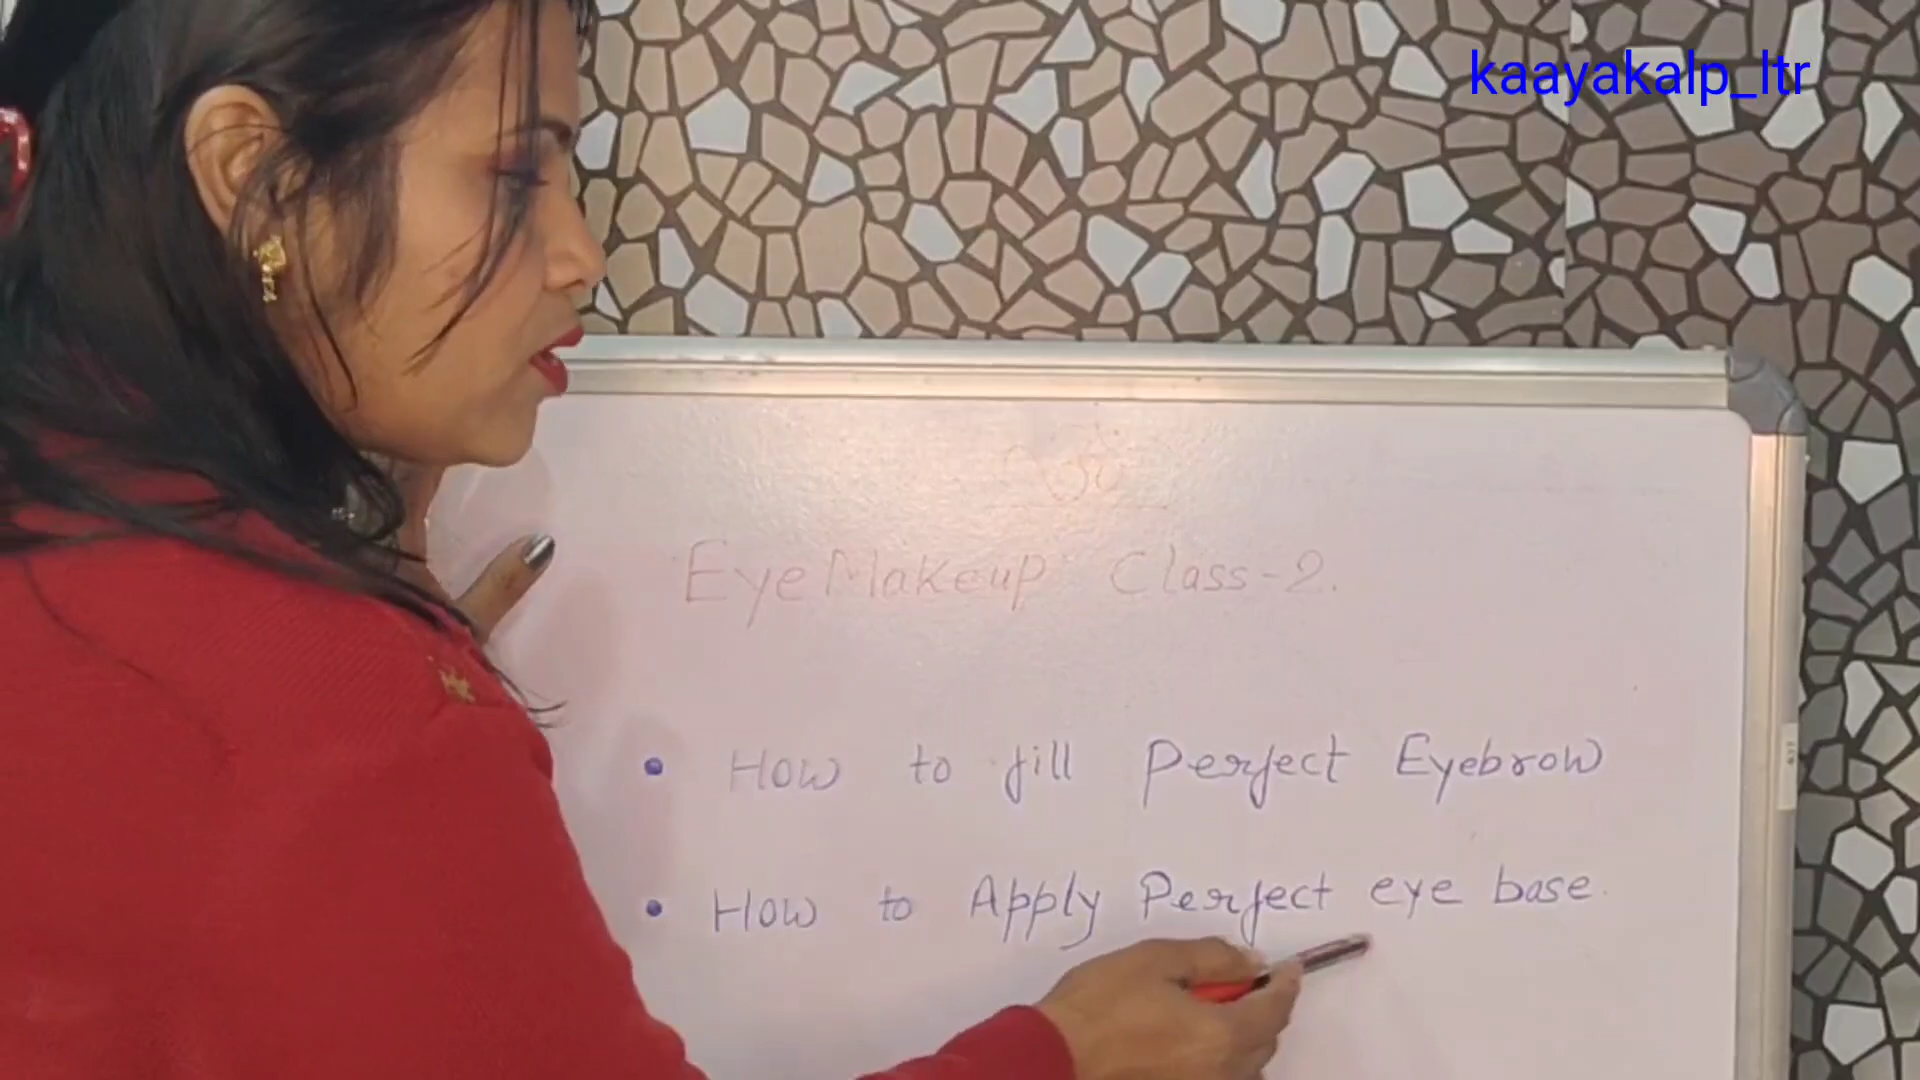 kaayakalp_ltr
Eye Makeup Class-2.
• How to fill Perfect Eyebrow
• How to Apply Perfect eye base.